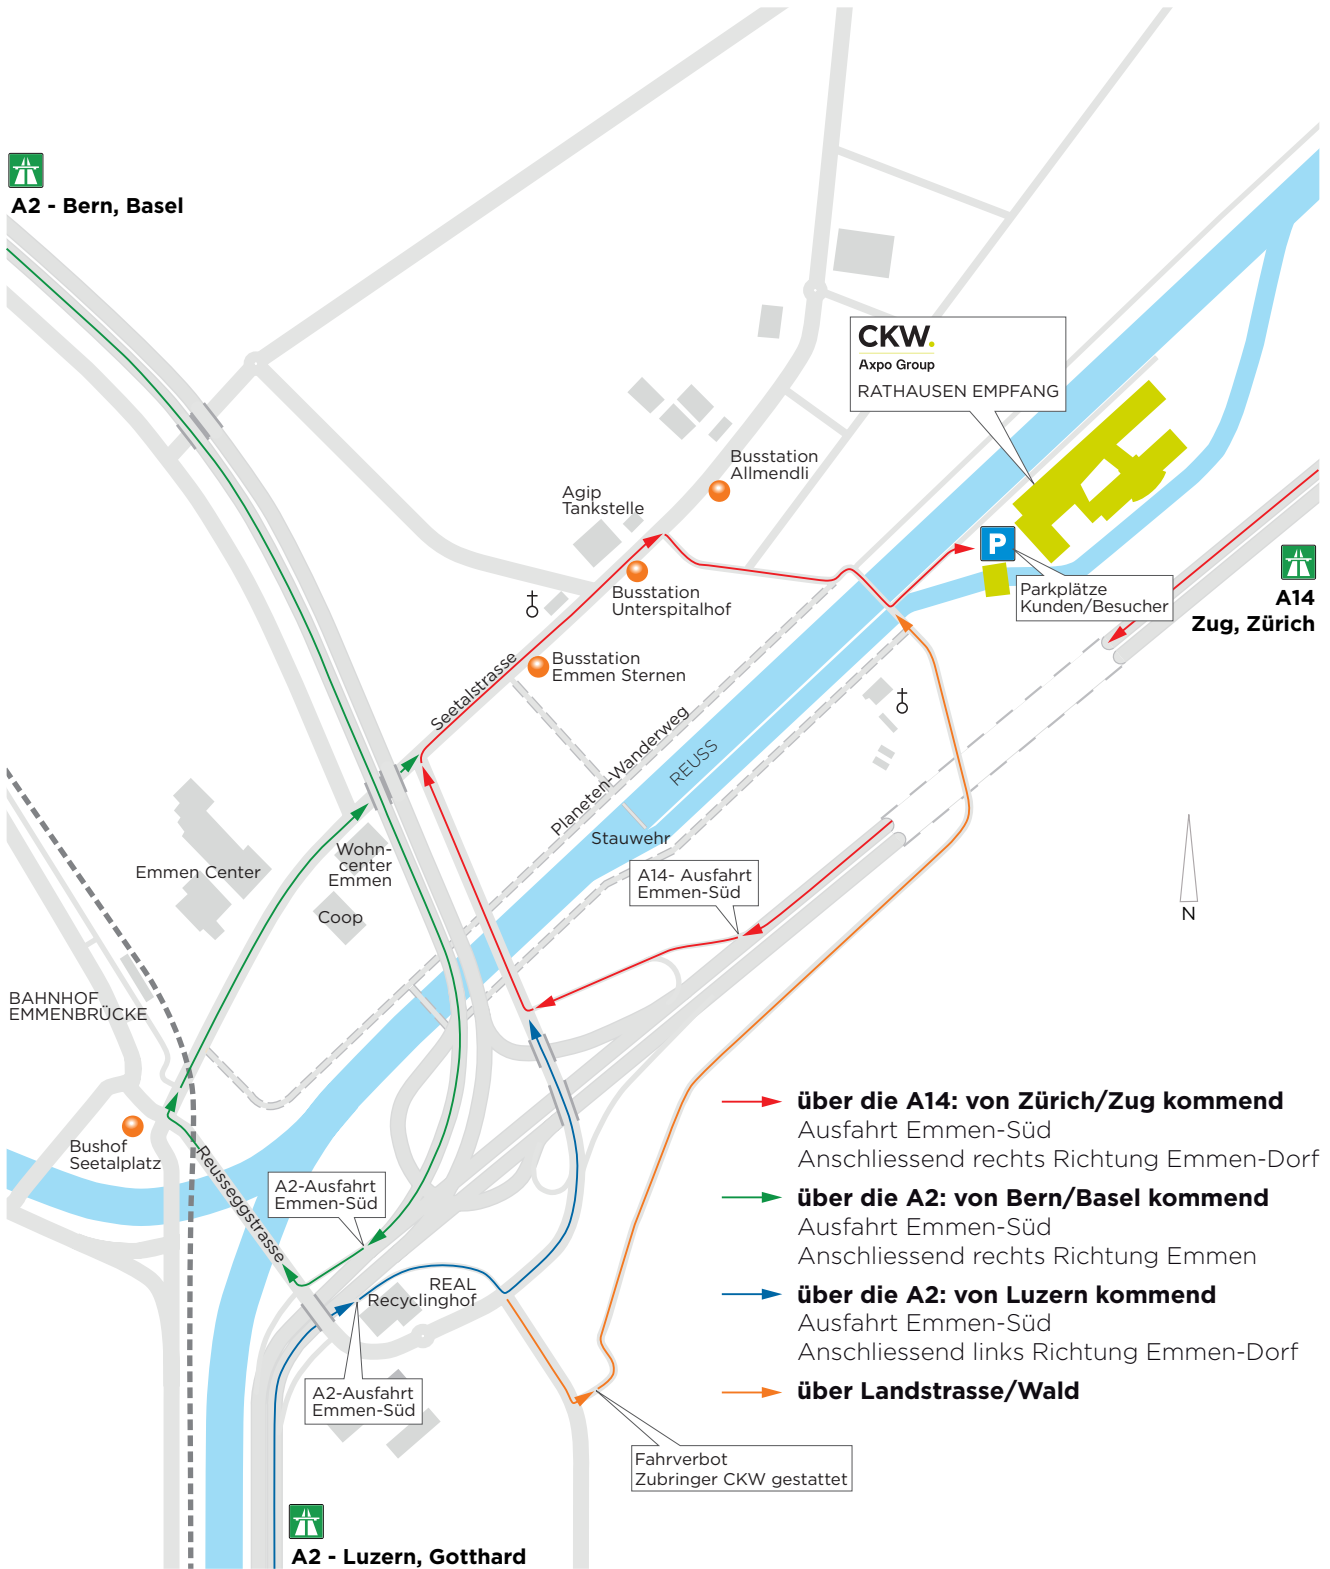 A2 - Bern, Basel
CKW.
Axpo Group
RATHAUSEN EMPFANG
Busstation
Allmendli
Agip
Tankstelle
P
Busstation
Unterspitalhof
Parkplätze
Kunden/Besucher
A14
Zug, Zürich
Busstation
Emmen Sternen
Seetalstrasse
Planeten-Wanderweg
REUSS
Stauwehr
Wohn-
center
Emmen
Emmen Center
Coop
A14- Ausfahrt
Emmen-Süd
N
BAHNHOF
EMMENBRÜCKE
Bushof
Seetalplatz
Reusseggstrasse
A2-Ausfahrt
Emmen-Süd
REAL
Recyclinghof
A2-Ausfahrt
Emmen-Süd
über die A14: von Zürich/Zug kommend
Ausfahrt Emmen-Süd
Anschliessend rechts Richtung Emmen-Dorf
über die A2: von Bern/Basel kommend
Ausfahrt Emmen-Süd
Anschliessend rechts Richtung Emmen
über die A2: von Luzern kommend
Ausfahrt Emmen-Süd
Anschliessend links Richtung Emmen-Dorf
über Landstrasse/Wald
Fahrverbot
Zubringer CKW gestattet
A2 - Luzern, Gotthard